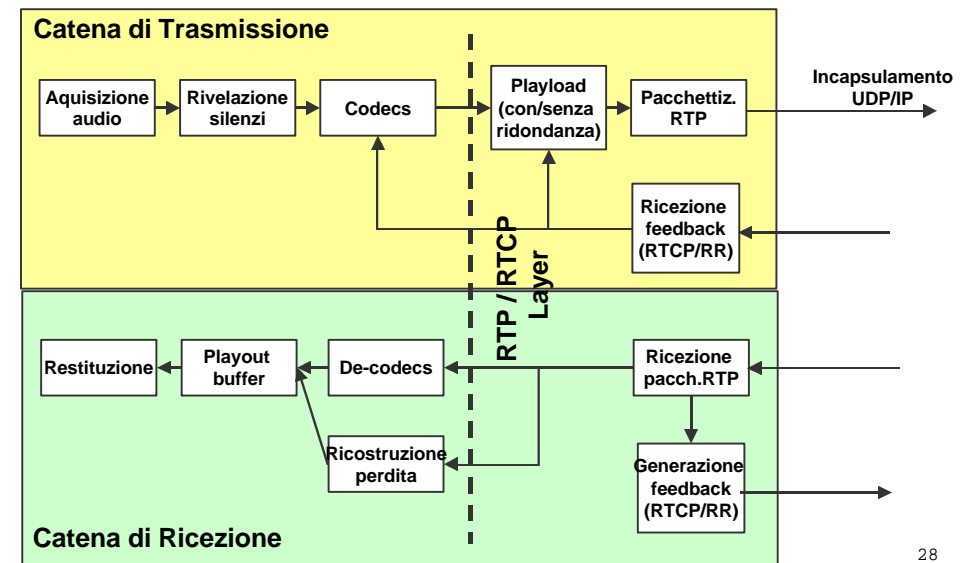 Catena di Trasmissione
Aquisizione
audio
Rivelazione
silenzi
Codecs
Playload
(con/senza
ridondanza)
Pacchettiz.
RTP
Incapsulamento
UDP/IP
Ricezione
feedback
(RTCP/RR)
RTP / RTCP
Layer
Restituzione
Playout
buffer
De-codecs
Ricezione
pacch.RTP
Ricostruzione
perdita
Generazione
feedback
(RTCP/RR)
Catena di Ricezione
28